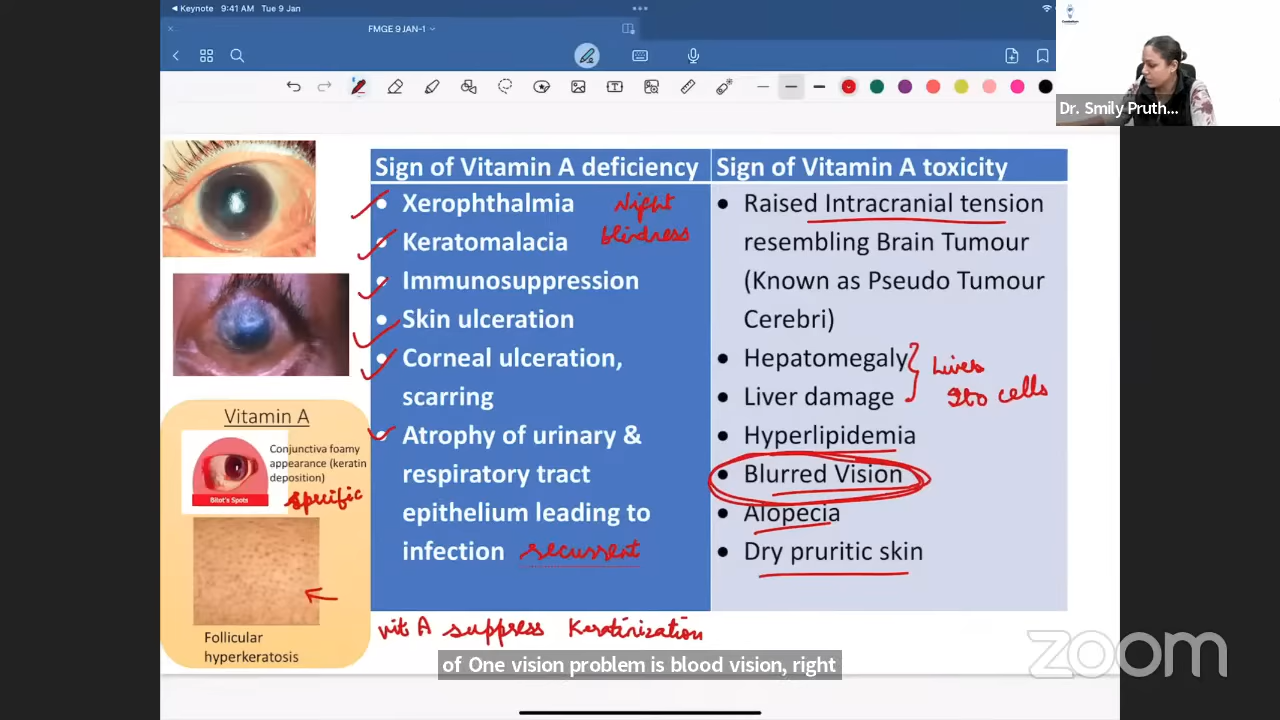 Keynote 9:41 AM Tue 9 Jan
FMGE 9 JAN-1
Dr. Smily Pruth...
Sign of Vitamin A deficiency
• Xerophthalmia
Night
blindness
• Keratomalacia
• Immunosuppression
• Skin ulceration
• Corneal ulceration,
scarring
• Atrophy of urinary &
respiratory tract
epithelium leading to
infection recurrent
Sign of Vitamin A toxicity
• Raised Intracranial tension
resembling Brain Tumour
(Known as Pseudo Tumour
Cerebri)
• Hepatomegaly
• Liver damage
Liver
Ito cells
• Hyperlipidemia
• Blurred Vision
• Alopecia
• Dry pruritic skin
Vitamin A
Conjunctiva foamy
appearance (keratin
deposition)
Bitot's Spots
specific
Follicular
hyperkeratosis
vit A suppress Keratinization
of One vision problem is blood vision, right
zoom